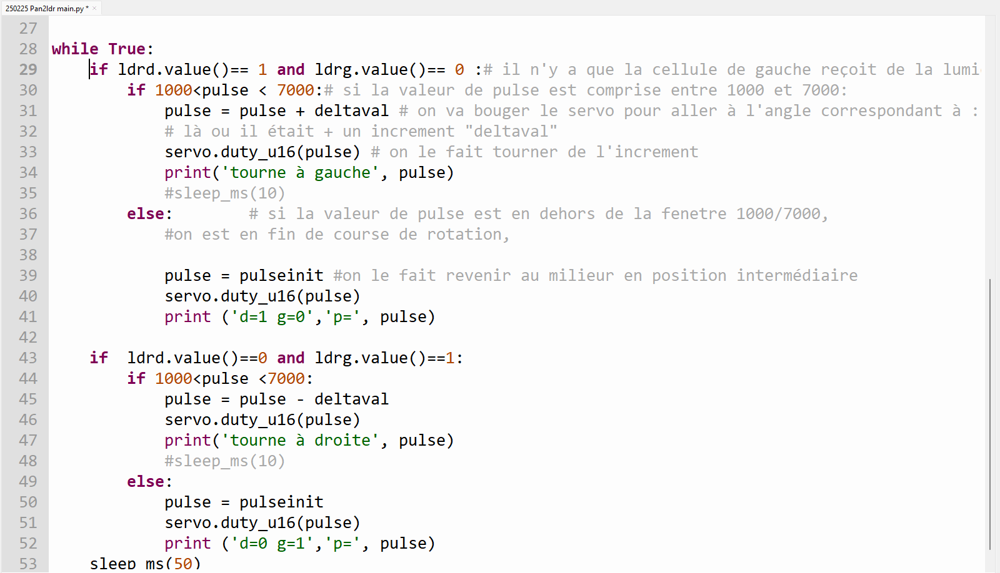 250225 Pan2ldr main.py * ×
27
28 while True:
29     if ldrd.value()== 1 and ldrg.value()== 0 :# il n'y a que la cellule de gauche reçoit de la lumi
30         if 1000<pulse < 7000:# si la valeur de pulse est comprise entre 1000 et 7000:
31             pulse = pulse + deltaval # on va bouger le servo pour aller à l'angle correspondant à :
32             # là ou il était + un increment "deltaval"
33             servo.duty_u16(pulse) # on le fait tourner de l'increment
34             print('tourne à gauche', pulse)
35             #sleep_ms(10)
36         else:        # si la valeur de pulse est en dehors de la fenetre 1000/7000,
37             #on est en fin de course de rotation,
38
39             pulse = pulseinit #on le fait revenir au milieur en position intermédiaire
40             servo.duty_u16(pulse)
41             print ('d=1 g=0','p=', pulse)
42
43     if  ldrd.value()==0 and ldrg.value()==1:
44         if 1000<pulse <7000:
45             pulse = pulse - deltaval
46             servo.duty_u16(pulse)
47             print('tourne à droite', pulse)
48             #sleep_ms(10)
49         else:
50             pulse = pulseinit
51             servo.duty_u16(pulse)
52             print ('d=0 g=1','p=', pulse)
53     sleep_ms(50)